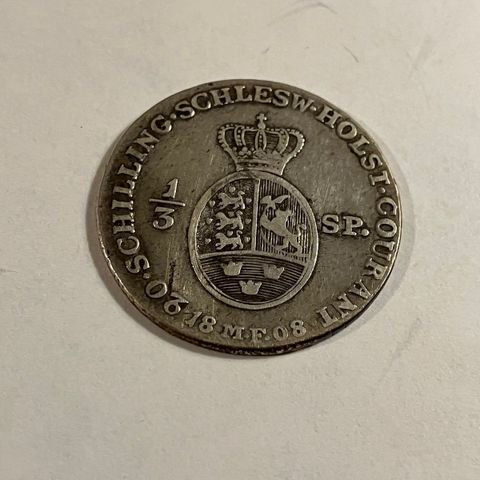 20·SCHILLING·SCHLESW·HOLST·COURANT
1/3 SP.
18 M.F. 08